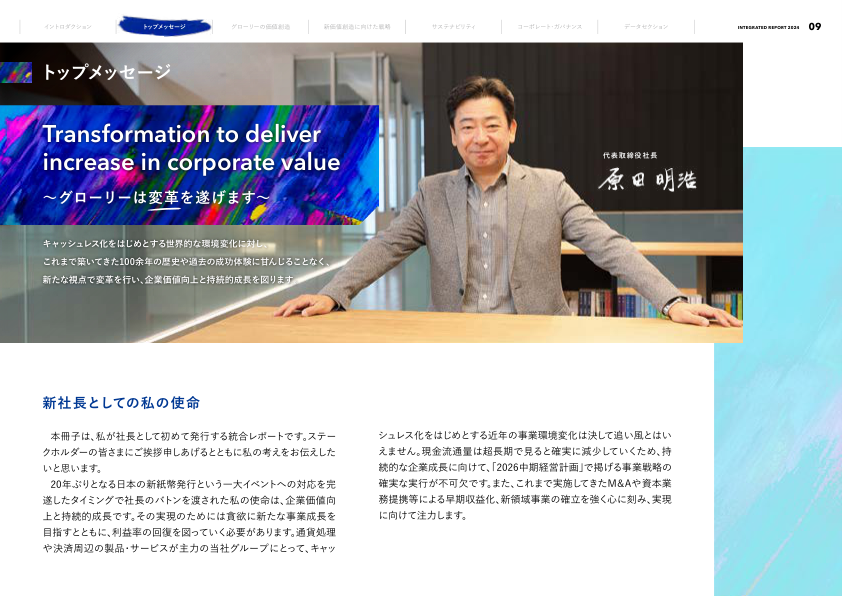 イントロダクション
トップメッセージ
グローリーの価値創造
新価値創造に向けた戦略
サステナビリティ
コーポレート・ガバナンス
データセクション
INTEGRATED REPORT 2024 09
トップメッセージ
Transformation to deliver
increase in corporate value
～グローリーは変革を遂げます～
キャッシュレス化をはじめとする世界的な環境変化に対し、
これまで築いてきた100余年の歴史や過去の成功体験に甘んじることなく、
新たな視点で変革を行い、企業価値向上と持続的成長を図ります。
代表取締役社長
原田 明浩
新社長としての私の使命
本冊子は、私が社長として初めて発行する統合レポートです。ステー
クホルダーの皆さまにご挨拶申しあげるとともに私の考えをお伝えした
いと思います。
20年ぶりとなる日本の新紙幣発行という一大イベントへの対応を完
遂したタイミングで社長のバトンを渡された私の使命は、企業価値向
上と持続的成長です。その実現のためには貪欲に新たな事業成長を
目指すとともに、利益率の回復を図っていく必要があります。通貨処理
や決済周辺の製品・サービスが主力の当社グループにとって、キャッ
シュレス化をはじめとする近年の事業環境変化は決して追い風とはい
えません。現金流通量は超長期で見ると確実に減少していくため、持
続的な企業成長に向けて、「2026中期経営計画」で掲げる事業戦略の
確実な実行が不可欠です。また、これまで実施してきたM&Aや資本業
務提携等による早期収益化、新領域事業の確立を強く心に刻み、実現
に向けて注力します。